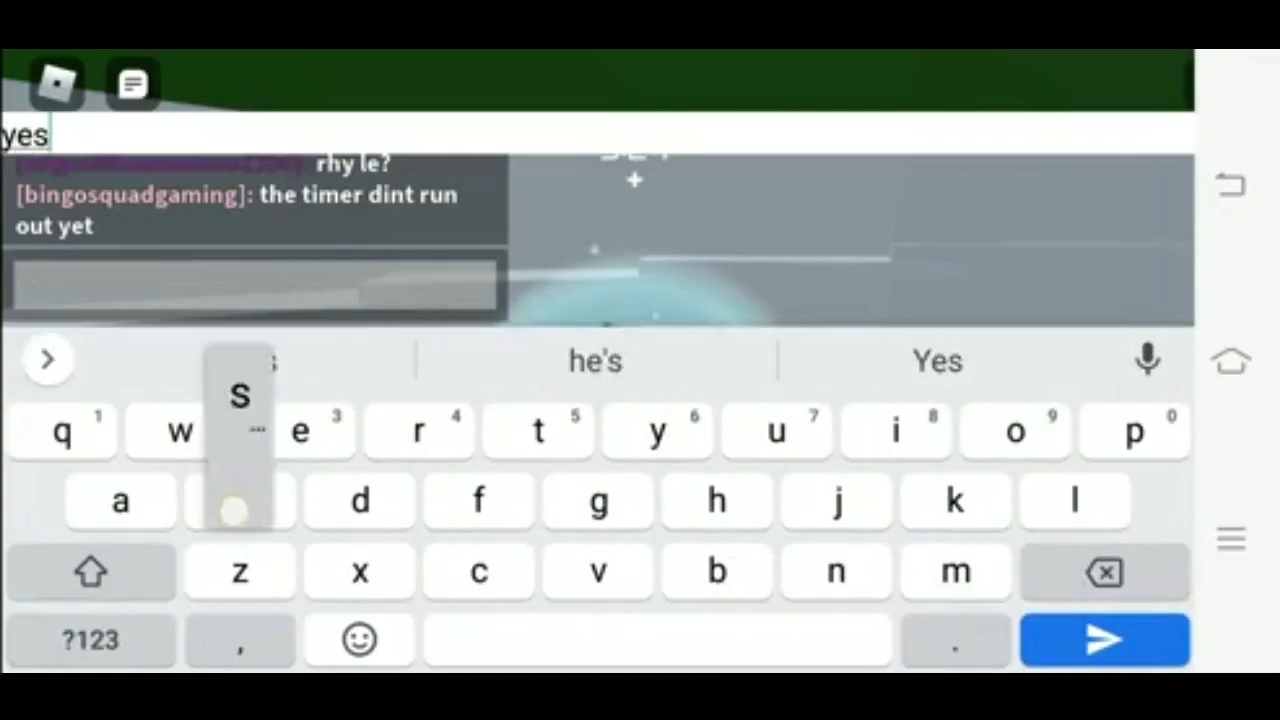 yes
rhy le?
[bingosquadgaming]: the timer dint run
out yet
he's
Yes
s
q 1 w e 3 r 4 t 5 y 6 u 7 i 8 o 9 p 0
a d f g h j k l
z x c v b n m
?123 , .